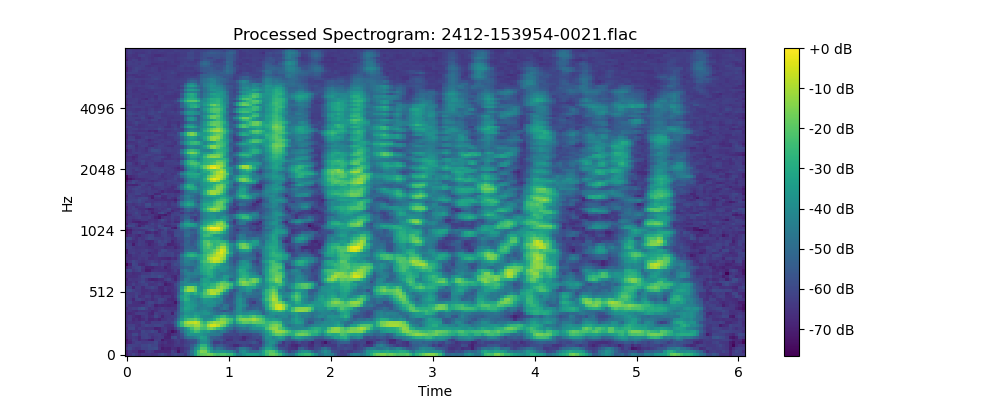 Processed Spectrogram: 2412-153954-0021.flac
Hz
4096
2048
1024
512
0
0 1 2 3 4 5 6
Time
+0 dB
-10 dB
-20 dB
-30 dB
-40 dB
-50 dB
-60 dB
-70 dB